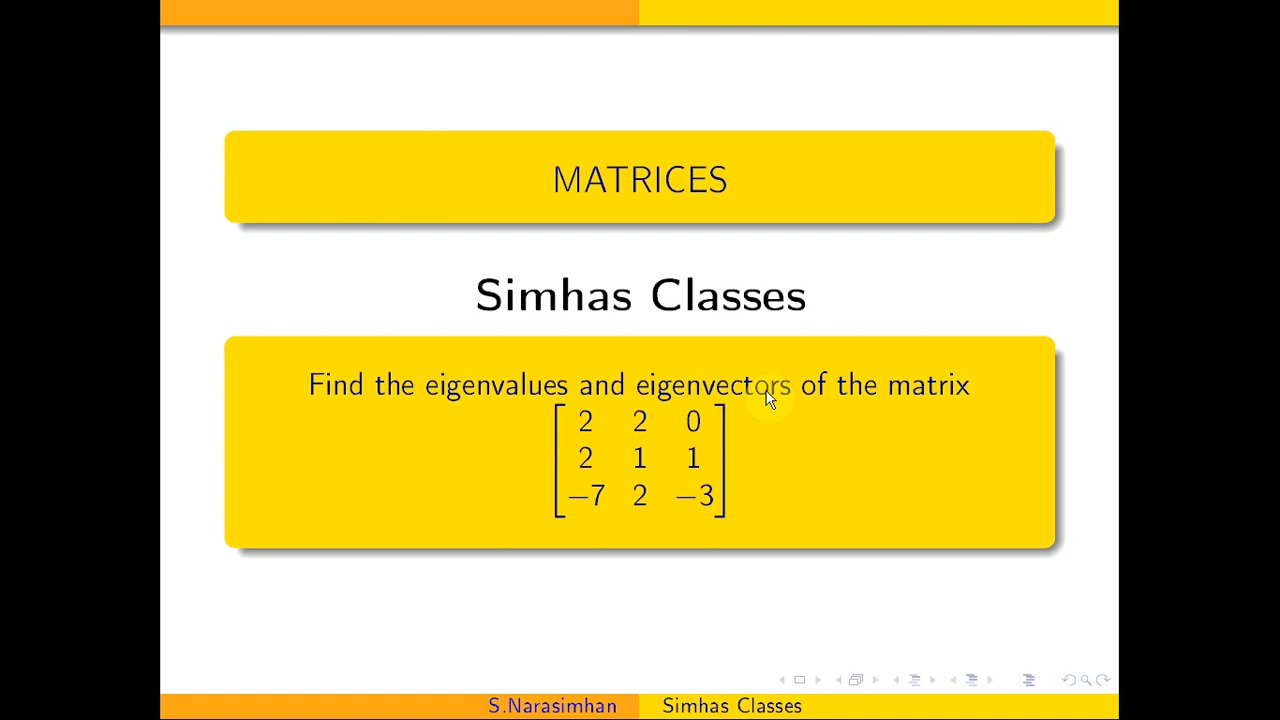 MATRICES
Simhas Classes
Find the eigenvalues and eigenvectors of the matrix
2 2 0
2 1 1
−7 2 −3
S.Narasimhan Simhas Classes